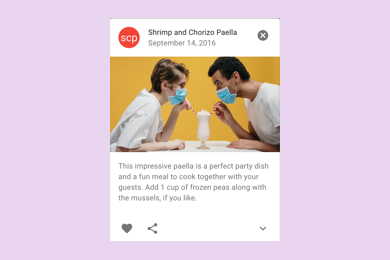 scp
Shrimp and Chorizo Paella
September 14, 2016
This impressive paella is a perfect party dish
and a fun meal to cook together with your
guests. Add 1 cup of frozen peas along with
the mussels, if you like.